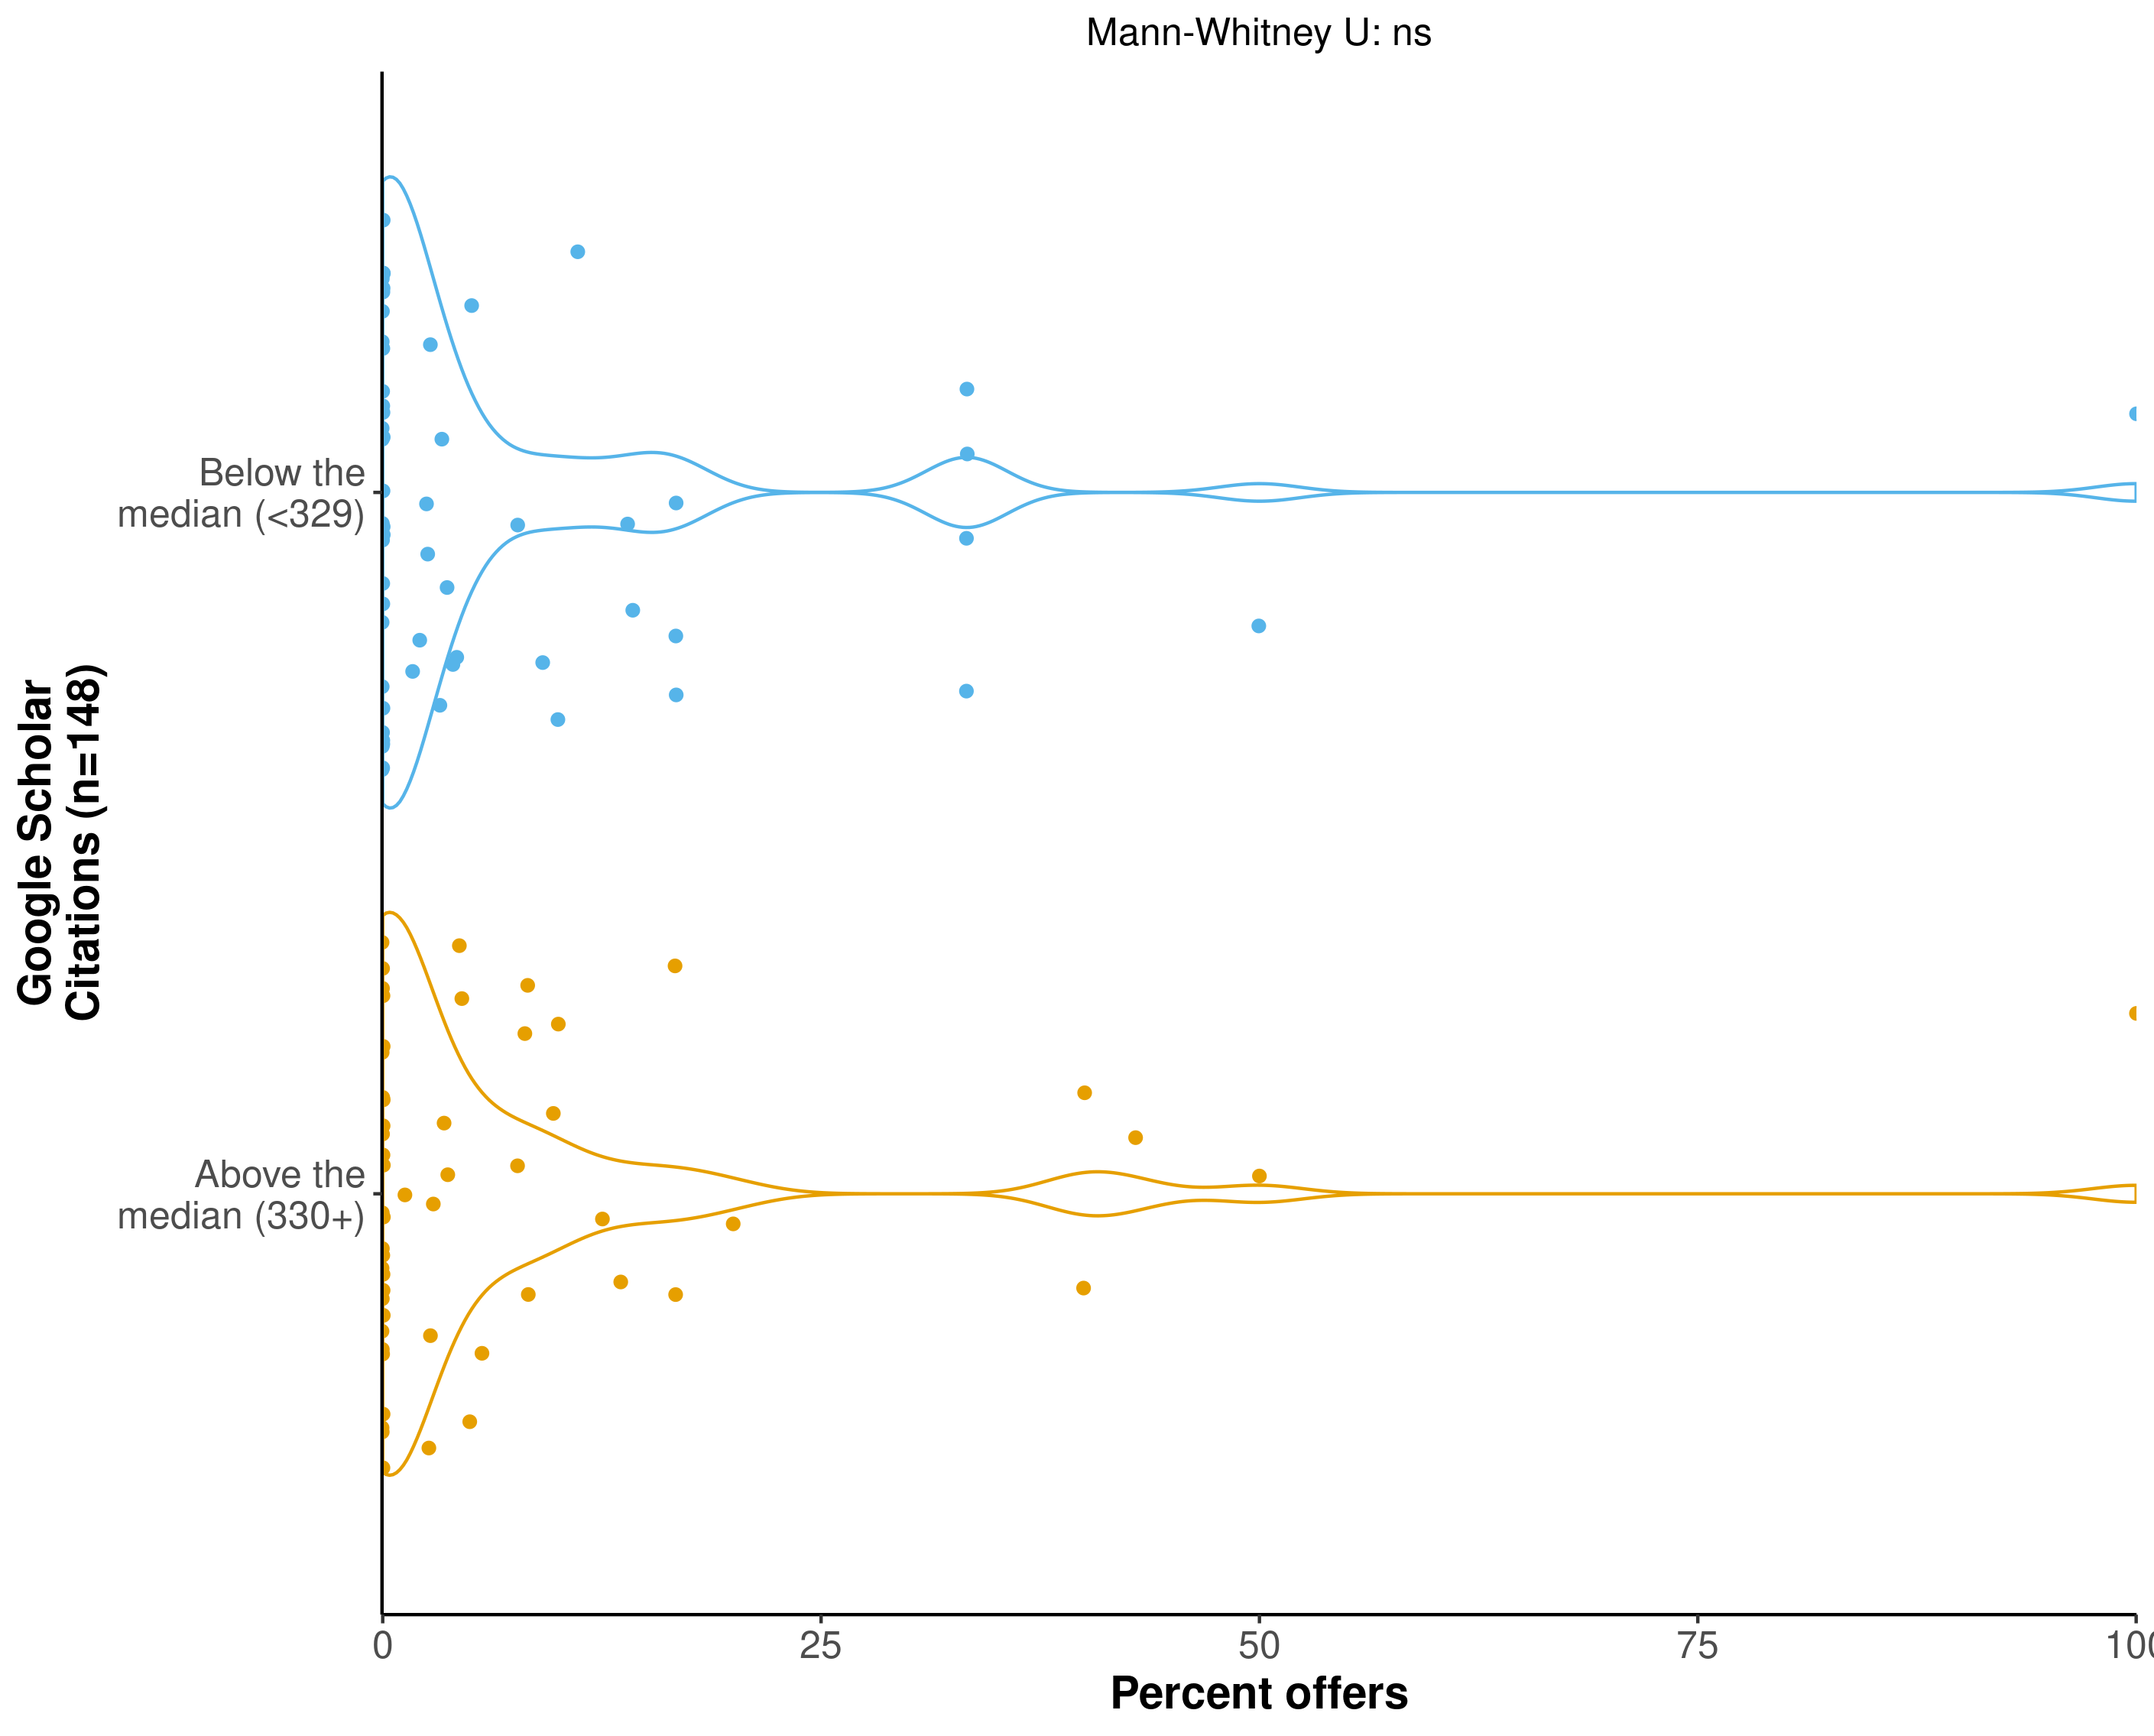 Mann-Whitney U: ns
Google Scholar
Citations (n=148)
Below the
median (<329)
Above the
median (330+)
0
25
50
75
100
Percent offers